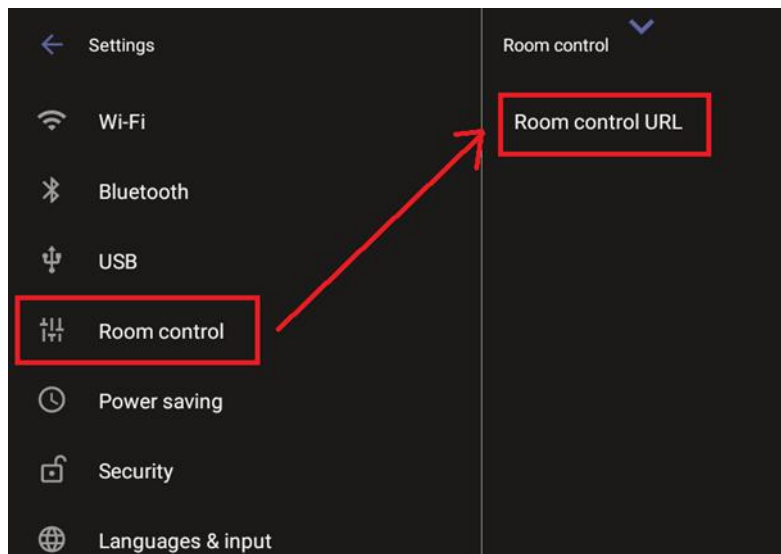 Settings
Wi-Fi
Bluetooth
USB
Room control
Power saving
Security
Languages & input
Room control
Room control URL